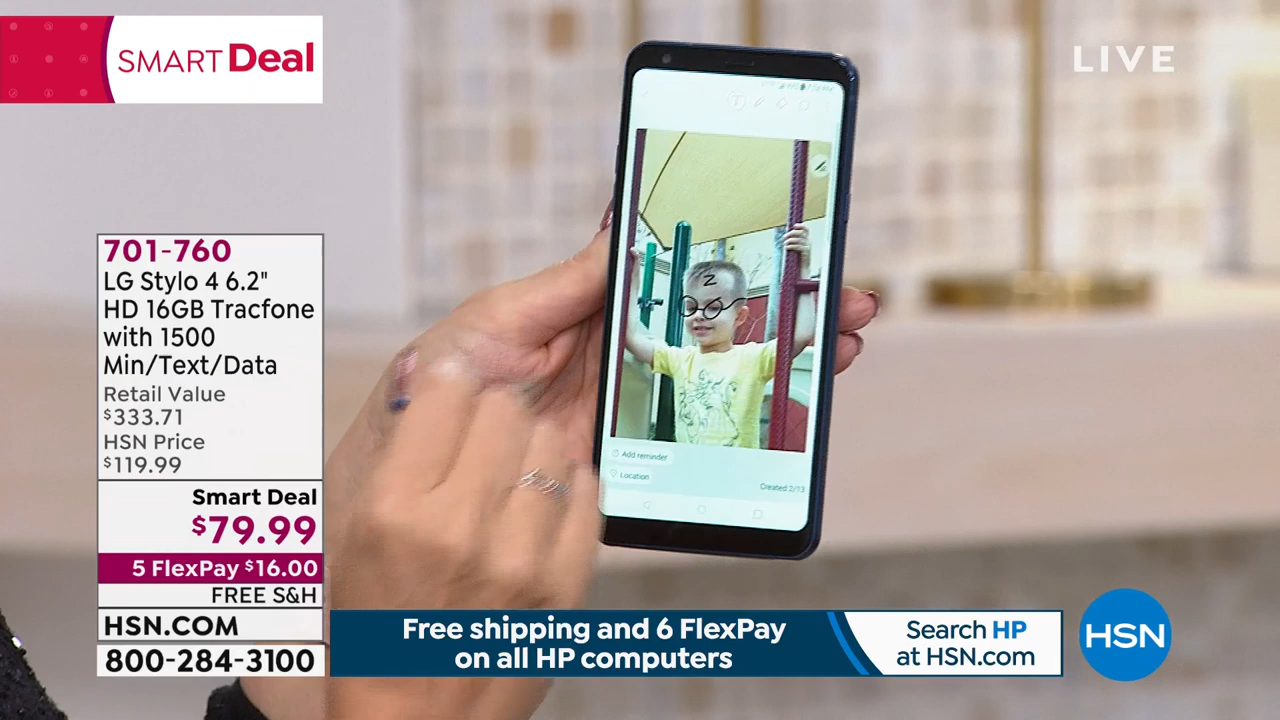 SMART Deal
LIVE
701-760
LG Stylo 4 6.2"
HD 16GB Tracfone
with 1500
Min/Text/Data
Retail Value
$333.71
HSN Price
$119.99
Smart Deal
$79.99
5 FlexPay $16.00
FREE S&H
HSN.COM
800-284-3100
Add reminder
Location
Created 2/13
Free shipping and 6 FlexPay
on all HP computers
Search HP
at HSN.com
HSN